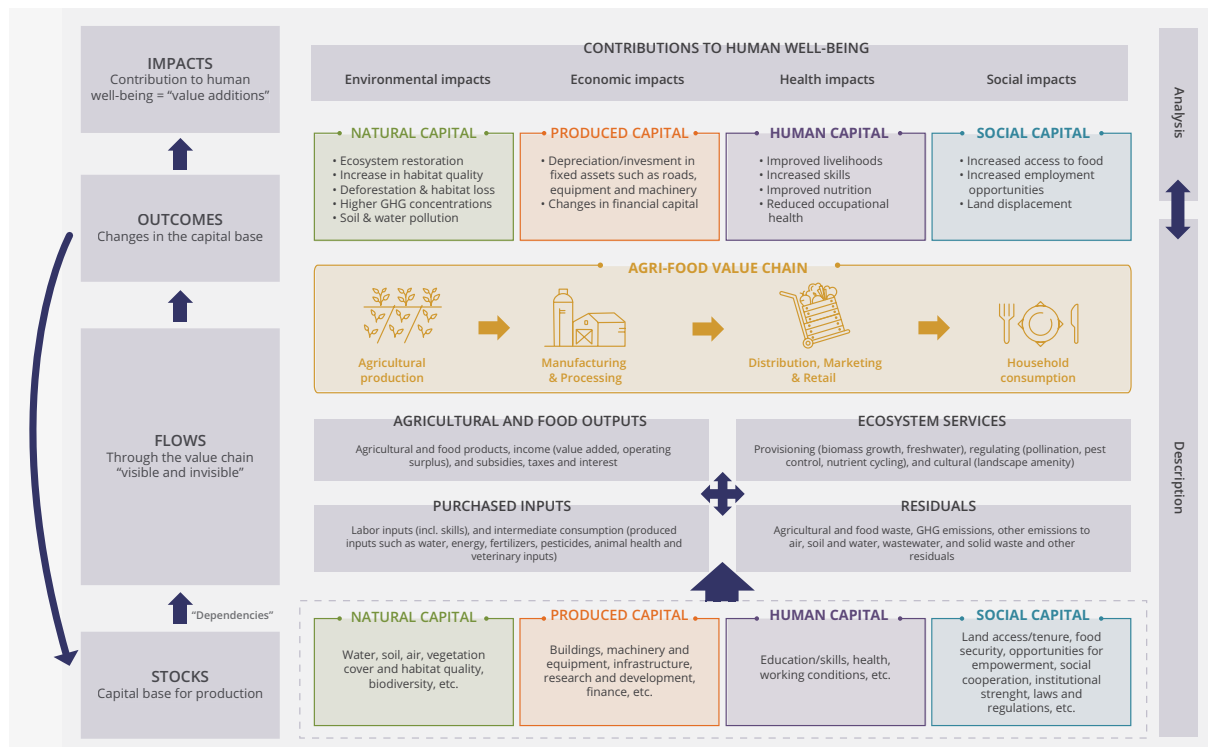 IMPACTS
Contribution to human
well-being = “value additions”
OUTCOMES
Changes in the capital base
FLOWS
Through the value chain
“visible and invisible”
“Dependencies”
STOCKS
Capital base for production
CONTRIBUTIONS TO HUMAN WELL-BEING
Environmental impacts
Economic impacts
Health impacts
Social impacts
NATURAL CAPITAL
• Ecosystem restoration
• Increase in habitat quality
• Deforestation & habitat loss
• Higher GHG concentrations
• Soil & water pollution
PRODUCED CAPITAL
• Depreciation/invesment in
fixed assets such as roads,
equipment and machinery
• Changes in financial capital
HUMAN CAPITAL
• Improved livelihoods
• Increased skills
• Improved nutrition
• Reduced occupational
health
SOCIAL CAPITAL
• Increased access to food
• Increased employment
opportunities
• Land displacement
AGRI-FOOD VALUE CHAIN
Agricultural
production
Manufacturing
& Processing
Distribution, Marketing
& Retail
Household
consumption
AGRICULTURAL AND FOOD OUTPUTS
Agricultural and food products, income (value added, operating
surplus), and subsidies, taxes and interest
ECOSYSTEM SERVICES
Provisioning (biomass growth, freshwater), regulating (pollination, pest
control, nutrient cycling), and cultural (landscape amenity)
PURCHASED INPUTS
Labor inputs (incl. skills), and intermediate consumption (produced
inputs such as water, energy, fertilizers, pesticides, animal health and
veterinary inputs)
RESIDUALS
Agricultural and food waste, GHG emissions, other emissions to
air, soil and water, wastewater, and solid waste and other
residuals
NATURAL CAPITAL
Water, soil, air, vegetation
cover and habitat quality,
biodiversity, etc.
PRODUCED CAPITAL
Buildings, machinery and
equipment, infrastructure,
research and development,
finance, etc.
HUMAN CAPITAL
Education/skills, health,
working conditions, etc.
SOCIAL CAPITAL
Land access/tenure, food
security, opportunities for
empowerment, social
cooperation, institutional
strenght, laws and
regulations, etc.
Analysis
Description